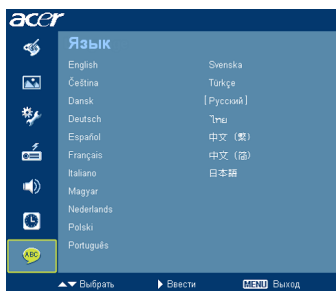 acer
Язык
English
Čeština
Dansk
Deutsch
Español
Français
Italiano
Magyar
Nederlands
Polski
Português
Svenska
Türkçe
[Русский]
ไทย
中文 (繁)
中文 (简)
日本語
ABC
▲▼ Выбрать ▶ Ввести MENU Выход